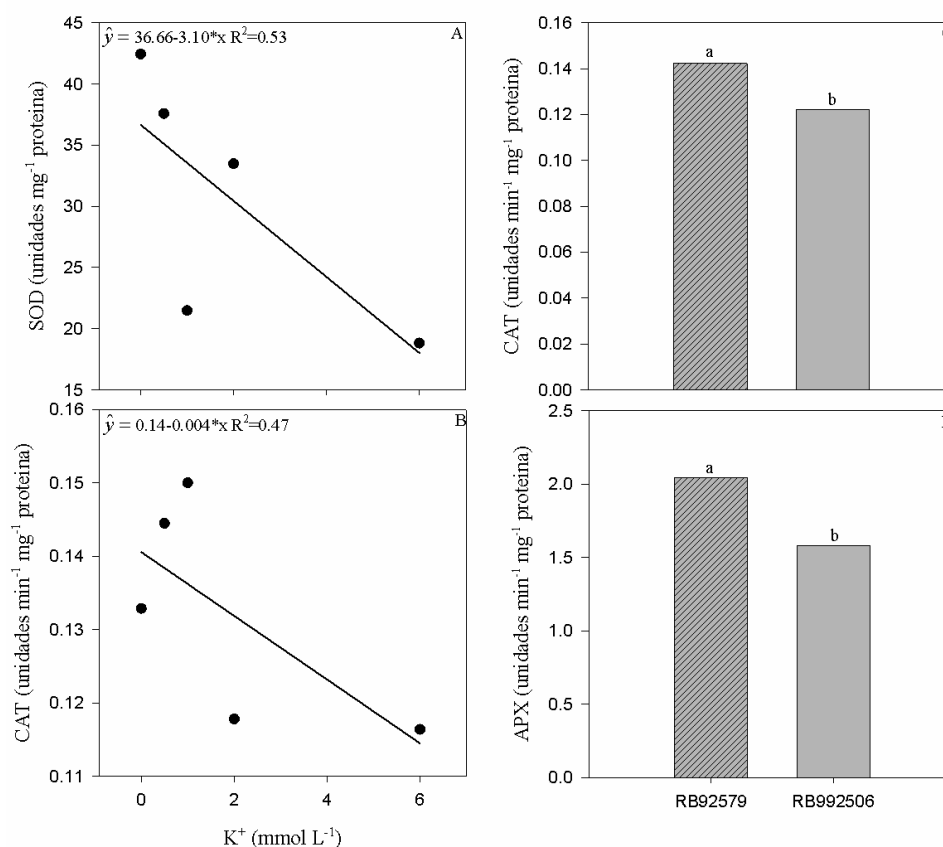 ŷ = 36.66-3.10*x R²=0.53
A
45
40
35
30
25
20
15
SOD (unidades mg⁻¹ proteina)
ŷ = 0.14-0.004*x R²=0.47
B
0.16
0.15
0.14
0.13
0.12
0.11
CAT (unidades min⁻¹ mg⁻¹ proteina)
0 2 4 6
K⁺ (mmol L⁻¹)
0.16
0.14
0.12
0.10
0.08
0.06
0.04
0.02
0.00
CAT (unidades min⁻¹ mg⁻¹ proteina)
a
b
2.5
2.0
1.5
1.0
0.5
0.0
APX (unidades min⁻¹ mg⁻¹ proteina)
a
b
RB92579 RB992506